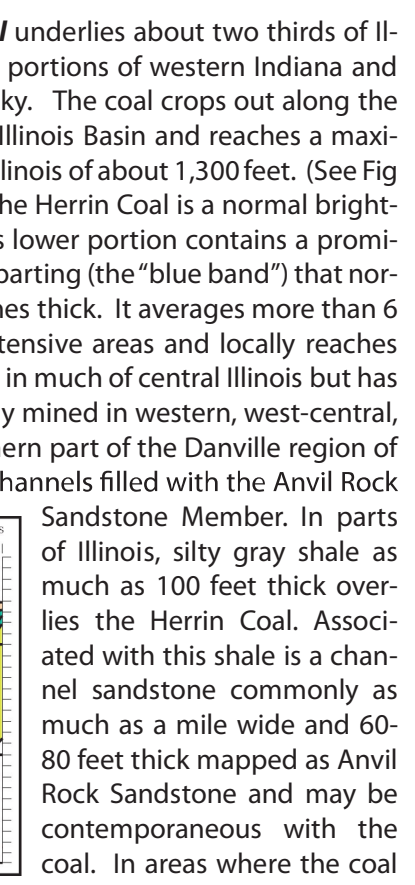 l underlies about two thirds of Il-
portions of western Indiana and
ky. The coal crops out along the
Illinois Basin and reaches a maxi-
llinois of about 1,300 feet. (See Fig
he Herrin Coal is a normal bright-
s lower portion contains a promi-
parting (the “blue band”) that nor-
nes thick. It averages more than 6
tensive areas and locally reaches
in much of central Illinois but has
y mined in western, west-central,
hern part of the Danville region of
hannels filled with the Anvil Rock
Sandstone Member. In parts
of Illinois, silty gray shale as
much as 100 feet thick over-
lies the Herrin Coal. Associ-
ated with this shale is a chan-
nel sandstone commonly as
much as a mile wide and 60-
80 feet thick mapped as Anvil
Rock Sandstone and may be
contemporaneous with the
coal. In areas where the coal